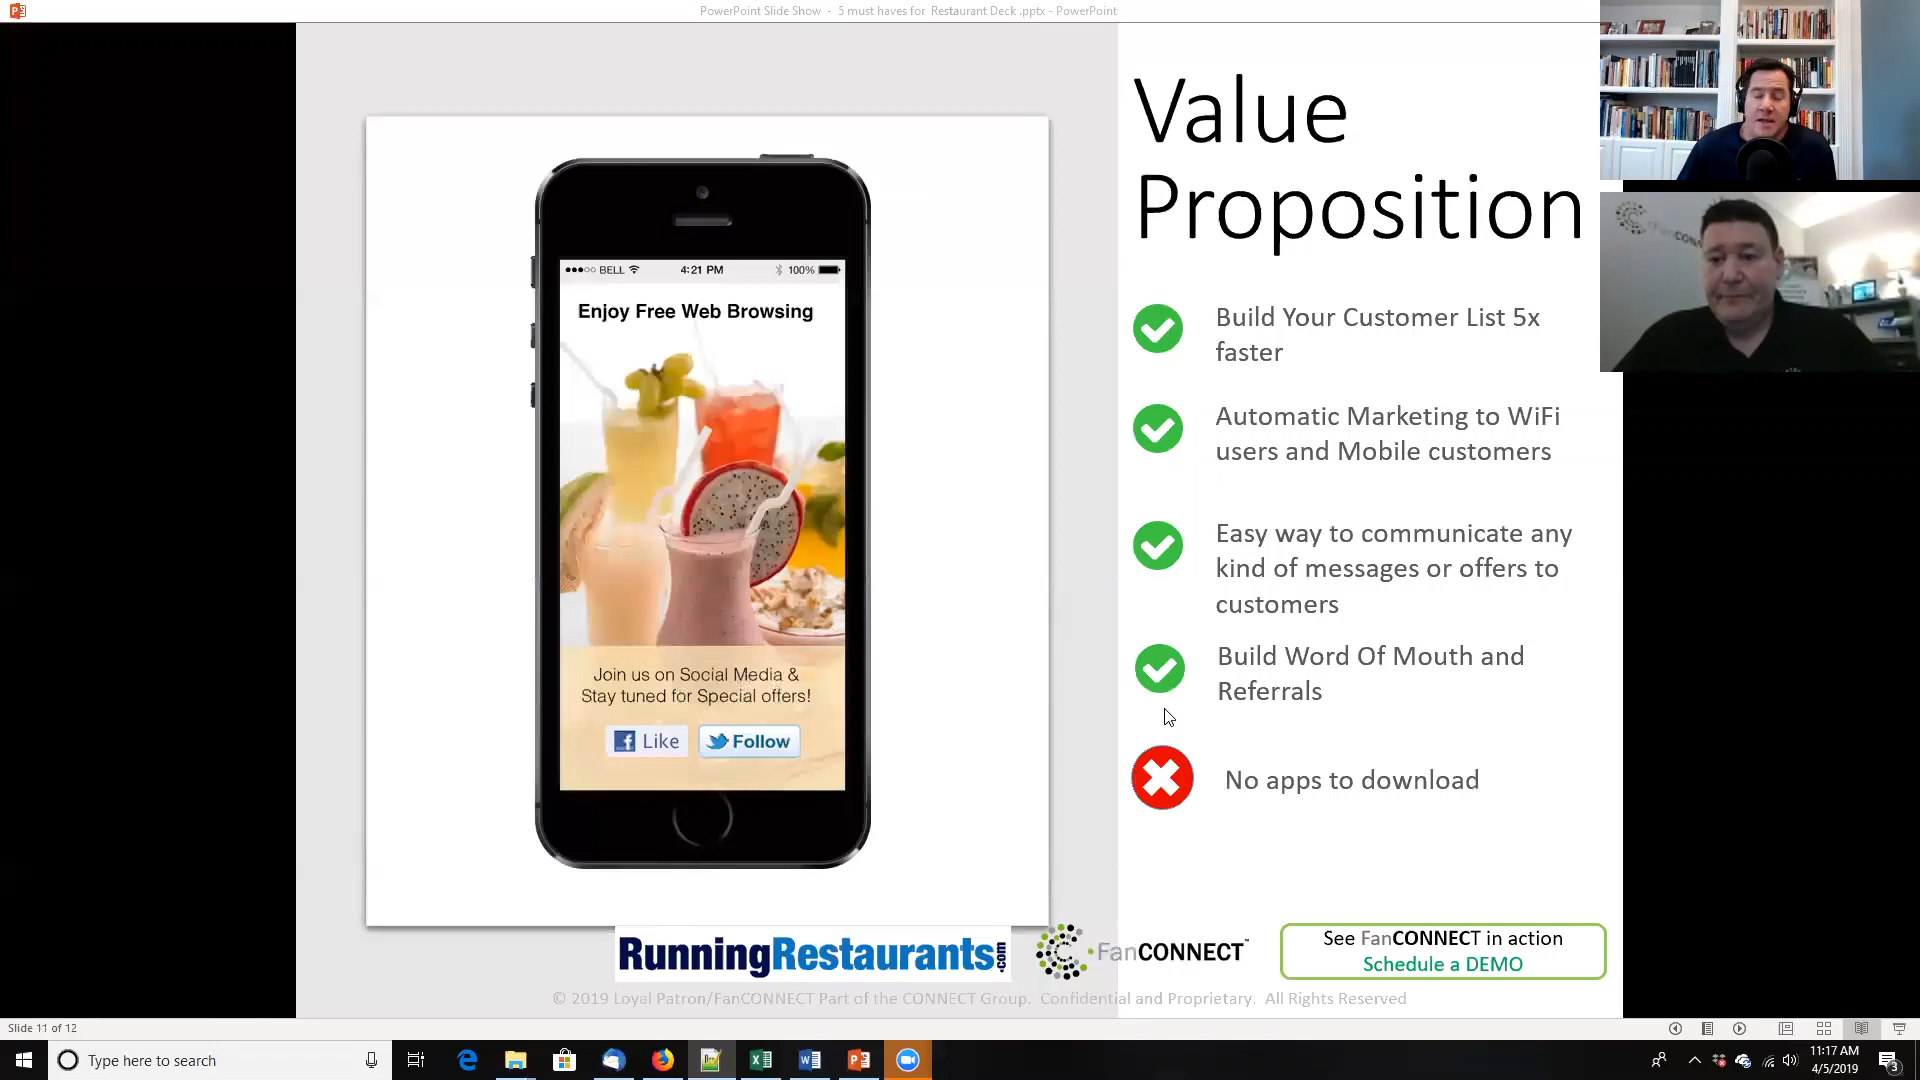 PowerPoint Slide Show - 5 must haves for Restaurant Deck .pptx - PowerPoint
Value
Proposition
BELL 4:21 PM 100%
Enjoy Free Web Browsing
Join us on Social Media &
Stay tuned for Special offers!
f Like Follow
Build Your Customer List 5x
faster
Automatic Marketing to WiFi
users and Mobile customers
Easy way to communicate any
kind of messages or offers to
customers
Build Word Of Mouth and
Referrals
No apps to download
RunningRestaurants.com
FanCONNECT™
See FanCONNECT in action
Schedule a DEMO
© 2019 Loyal Patron/FanCONNECT Part of the CONNECT Group. Confidential and Proprietary. All Rights Reserved
Slide 11 of 12
Type here to search
11:17 AM
4/5/2019
3